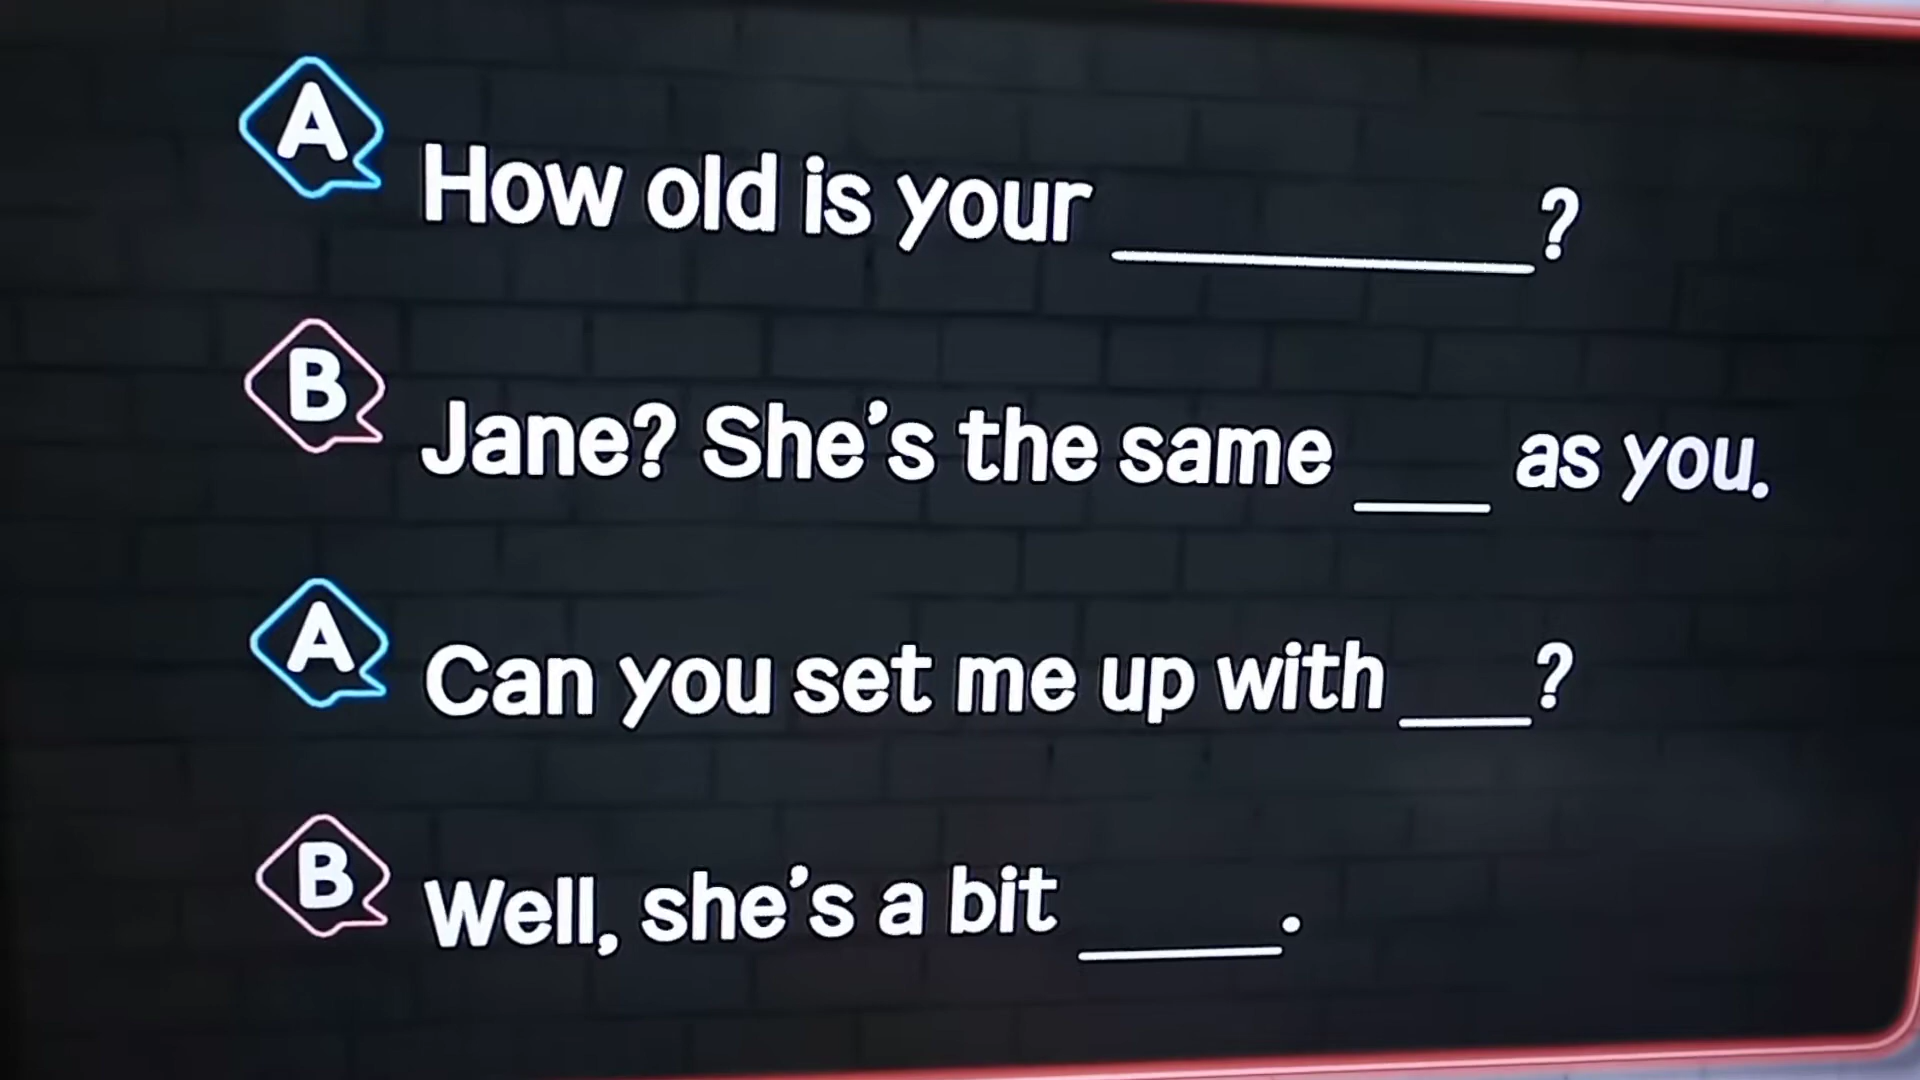 A How old is your __________?
B Jane? She's the same ___ as you.
A Can you set me up with ___?
B Well, she's a bit _____.